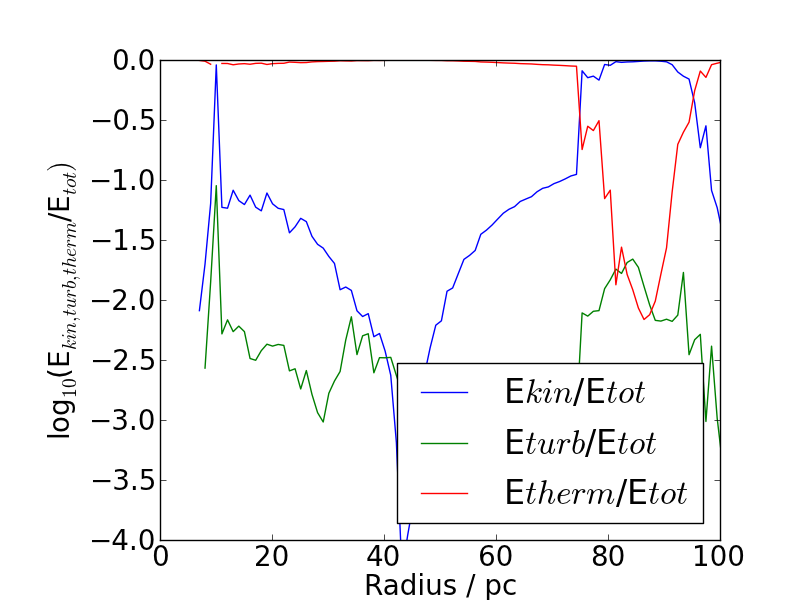 log10(Ekin,turb,therm/Etot)
0.0
−0.5
−1.0
−1.5
−2.0
−2.5
−3.0
−3.5
−4.0
Ekin/Etot
Eturb/Etot
Etherm/Etot
0 20 40 60 80 100
Radius / pc